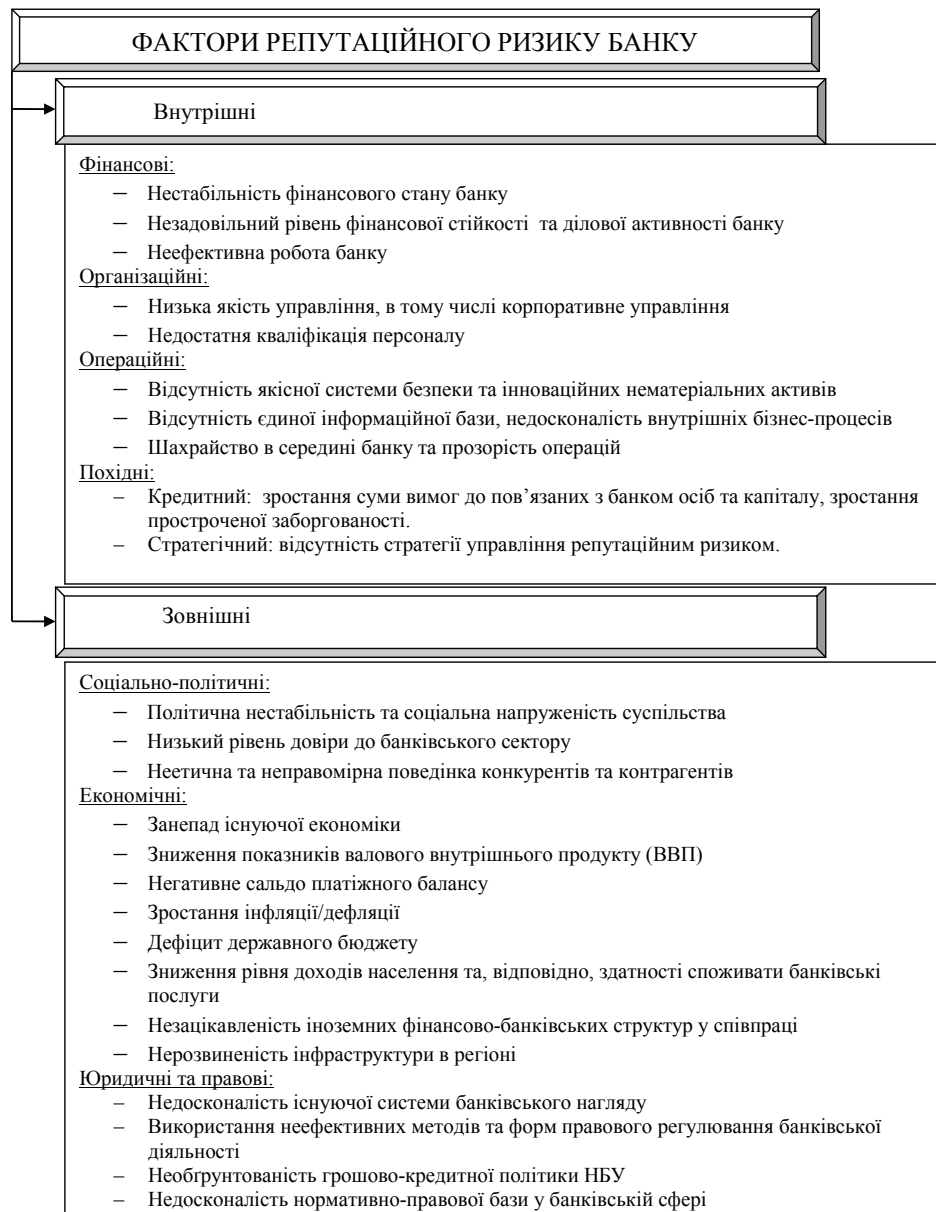 ФАКТОРИ РЕПУТАЦІЙНОГО РИЗИКУ БАНКУ
Внутрішні
Фінансові:
— Нестабільність фінансового стану банку
— Незадовільний рівень фінансової стійкості та ділової активності банку
— Неефективна робота банку
Організаційні:
— Низька якість управління, в тому числі корпоративне управління
— Недостатня кваліфікація персоналу
Операційні:
— Відсутність якісної системи безпеки та інноваційних нематеріальних активів
— Відсутність єдиної інформаційної бази, недосконалість внутрішніх бізнес-процесів
— Шахрайство в середині банку та прозорість операцій
Похідні:
– Кредитний: зростання суми вимог до пов’язаних з банком осіб та капіталу, зростання
простроченої заборгованості.
– Стратегічний: відсутність стратегії управління репутаційним ризиком.
Зовнішні
Соціально-політичні:
— Політична нестабільність та соціальна напруженість суспільства
— Низький рівень довіри до банківського сектору
— Неетична та неправомірна поведінка конкурентів та контрагентів
Економічні:
— Занепад існуючої економіки
— Зниження показників валового внутрішнього продукту (ВВП)
— Негативне сальдо платіжного балансу
— Зростання інфляції/дефляції
— Дефіцит державного бюджету
— Зниження рівня доходів населення та, відповідно, здатності споживати банківські
послуги
— Незацікавленість іноземних фінансово-банківських структур у співпраці
— Нерозвиненість інфраструктури в регіоні
Юридичні та правові:
– Недосконалість існуючої системи банківського нагляду
– Використання неефективних методів та форм правового регулювання банківської
діяльності
– Необґрунтованість грошово-кредитної політики НБУ
– Недосконалість нормативно-правової бази у банківській сфері